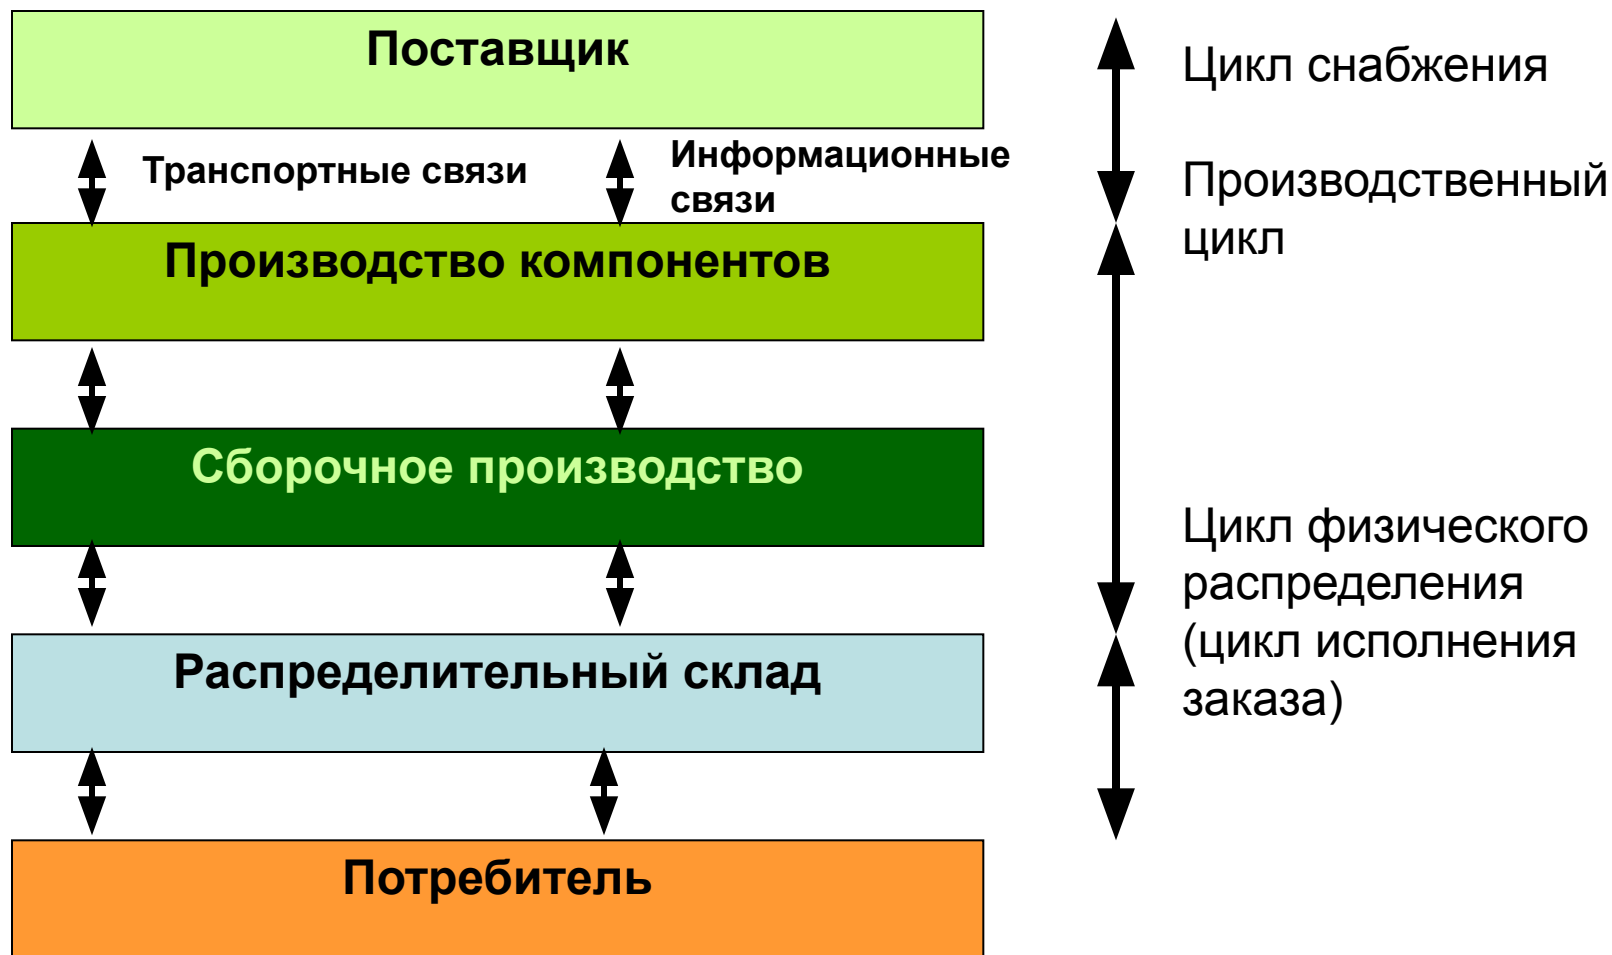 Поставщик
Цикл снабжения
Транспортные связи
Информационные
связи
Производственный
цикл
Производство компонентов
Сборочное производство
Цикл физического
распределения
(цикл исполнения
заказа)
Распределительный склад
Потребитель